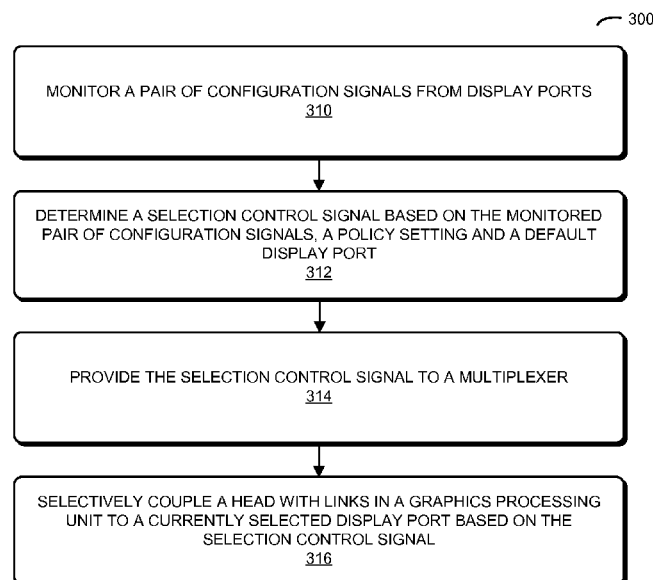 300
MONITOR A PAIR OF CONFIGURATION SIGNALS FROM DISPLAY PORTS
310
DETERMINE A SELECTION CONTROL SIGNAL BASED ON THE MONITORED
PAIR OF CONFIGURATION SIGNALS, A POLICY SETTING AND A DEFAULT
DISPLAY PORT
312
PROVIDE THE SELECTION CONTROL SIGNAL TO A MULTIPLEXER
314
SELECTIVELY COUPLE A HEAD WITH LINKS IN A GRAPHICS PROCESSING
UNIT TO A CURRENTLY SELECTED DISPLAY PORT BASED ON THE
SELECTION CONTROL SIGNAL
316